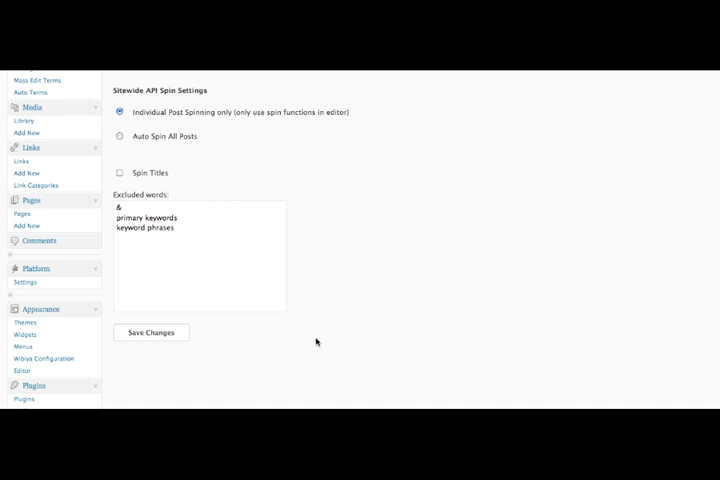 Mass Edit Terms
Auto Terms
Media
Library
Add New
Links
Links
Add New
Link Categories
Pages
Pages
Add New
Comments
Platform
Settings
Appearance
Themes
Widgets
Menus
Wibiya Configuration
Editor
Plugins
Plugins
Sitewide API Spin Settings
Individual Post Spinning only (only use spin functions in editor)
Auto Spin All Posts
Spin Titles
Excluded words:
&
primary keywords
keyword phrases
Save Changes